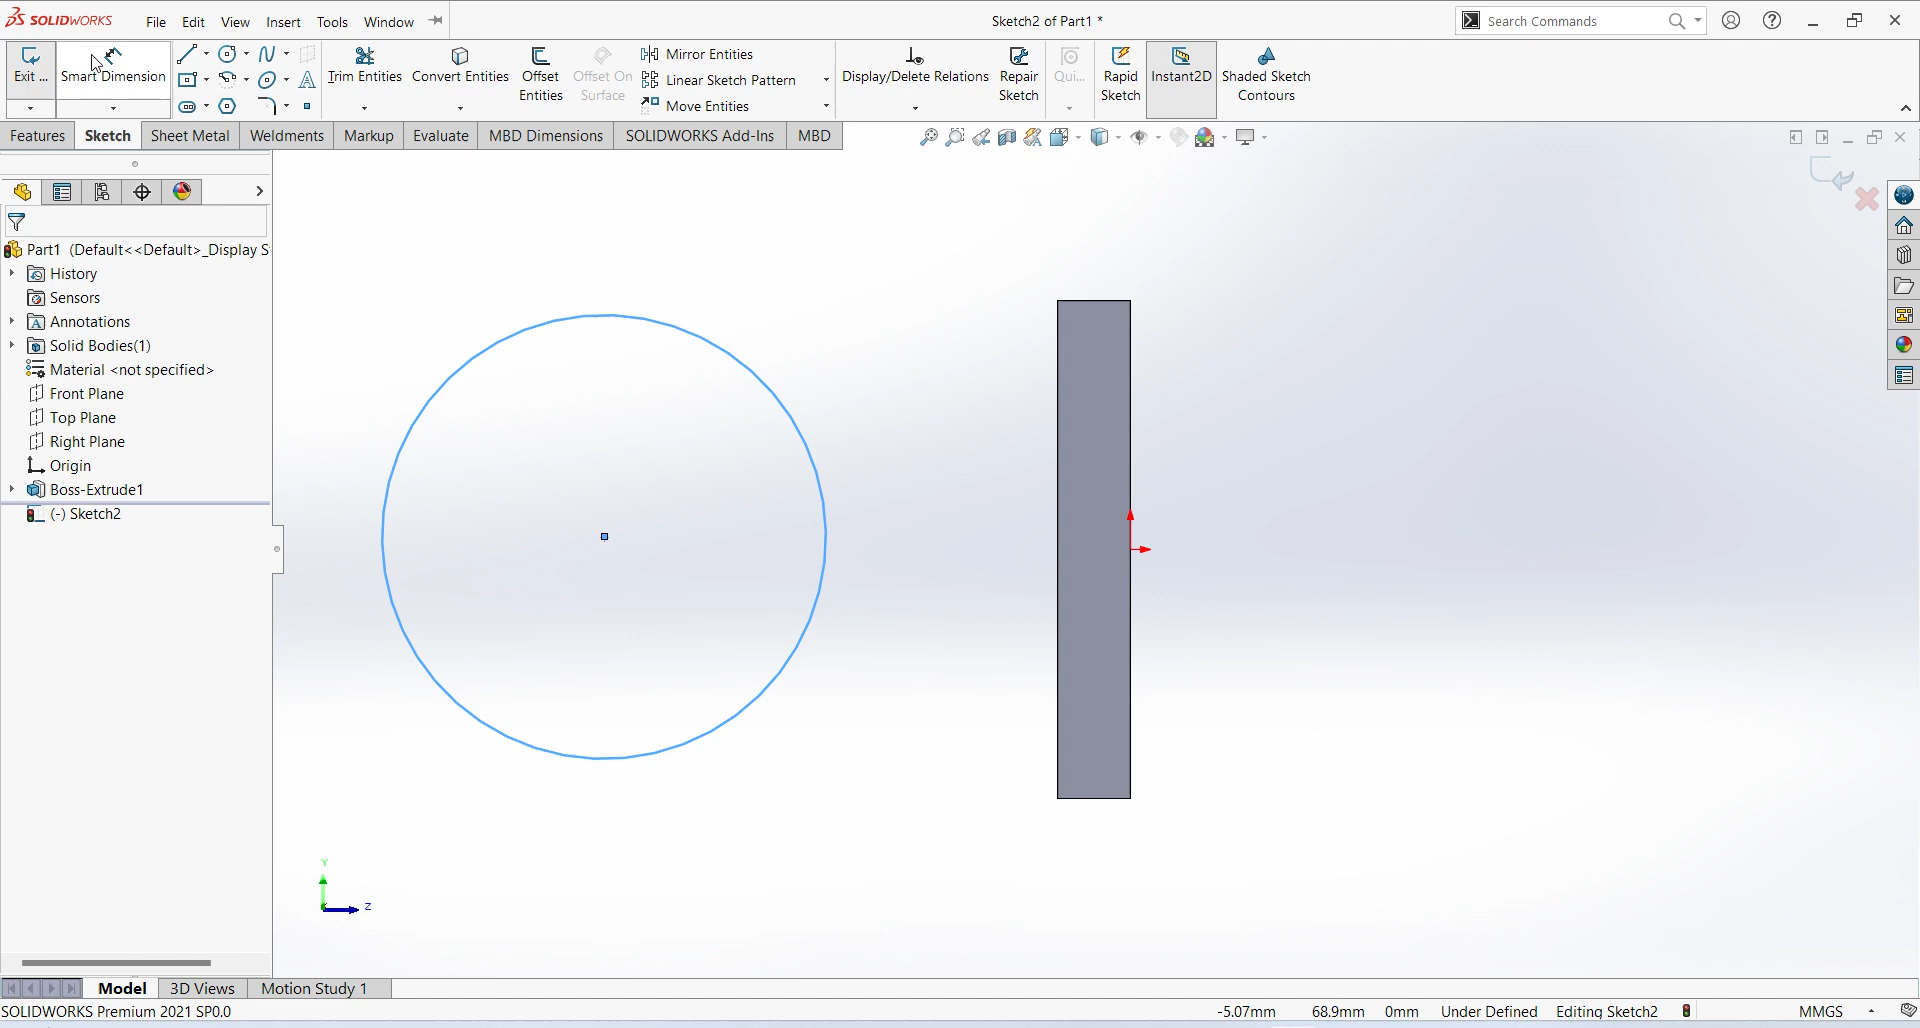 SOLIDWORKS File Edit View Insert Tools Window Sketch2 of Part1 * Search Commands
Exit ... Smart Dimension Trim Entities Convert Entities Offset Entities Offset On Surface Mirror Entities Linear Sketch Pattern Move Entities Display/Delete Relations Repair Sketch Qui... Rapid Sketch Instant2D Shaded Sketch Contours
Features Sketch Sheet Metal Weldments Markup Evaluate MBD Dimensions SOLIDWORKS Add-Ins MBD
Part1 (Default<<Default>_Display S
History
Sensors
Annotations
Solid Bodies(1)
Material <not specified>
Front Plane
Top Plane
Right Plane
Origin
Boss-Extrude1
(-) Sketch2
Y
Z
Model 3D Views Motion Study 1
SOLIDWORKS Premium 2021 SP0.0 -5.07mm 68.9mm 0mm Under Defined Editing Sketch2 MMGS